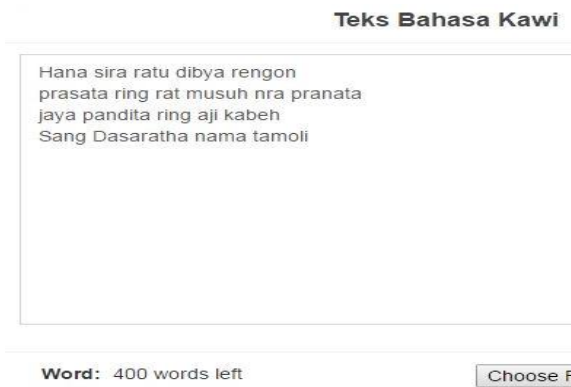 Teks Bahasa Kawi
Hana sira ratu dibya rengon
prasata ring rat musuh nra pranata
jaya pandita ring aji kabeh
Sang Dasaratha nama tamoli
Word: 400 words left
Choose F